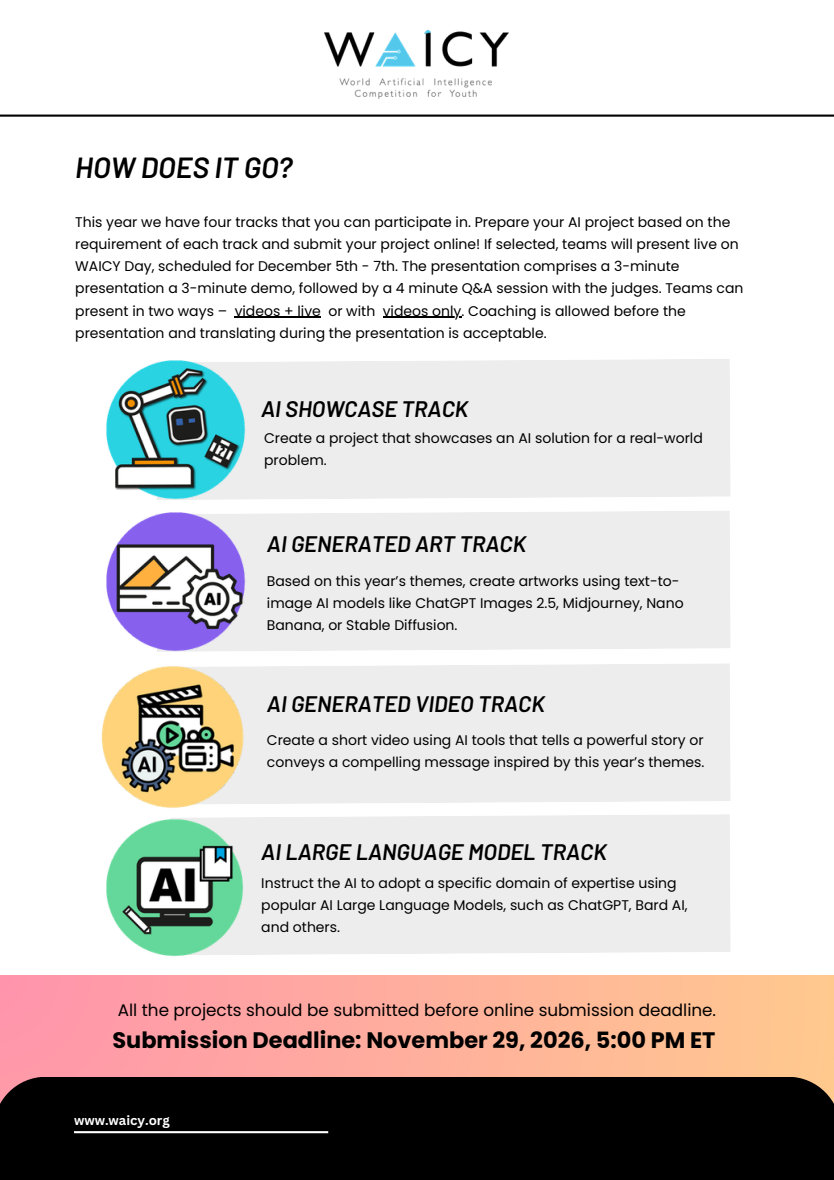 WAiCY
World Artificial Intelligence
Competition for Youth
HOW DOES IT GO?
This year we have four tracks that you can participate in. Prepare your AI project based on the
requirement of each track and submit your project online! If selected, teams will present live on
WAICY Day, scheduled for December 5th - 7th. The presentation comprises a 3-minute
presentation a 3-minute demo, followed by a 4 minute Q&A session with the judges. Teams can
present in two ways – videos + live or with videos only. Coaching is allowed before the
presentation and translating during the presentation is acceptable.
AI SHOWCASE TRACK
Create a project that showcases an AI solution for a real-world
problem.
AI GENERATED ART TRACK
Based on this year’s themes, create artworks using text-to-
image AI models like ChatGPT Images 2.5, Midjourney, Nano
Banana, or Stable Diffusion.
AI
AI GENERATED VIDEO TRACK
Create a short video using AI tools that tells a powerful story or
conveys a compelling message inspired by this year’s themes.
AI
AI LARGE LANGUAGE MODEL TRACK
Instruct the AI to adopt a specific domain of expertise using
popular AI Large Language Models, such as ChatGPT, Bard AI,
and others.
AI
All the projects should be submitted before online submission deadline.
Submission Deadline: November 29, 2026, 5:00 PM ET
www.waicy.org